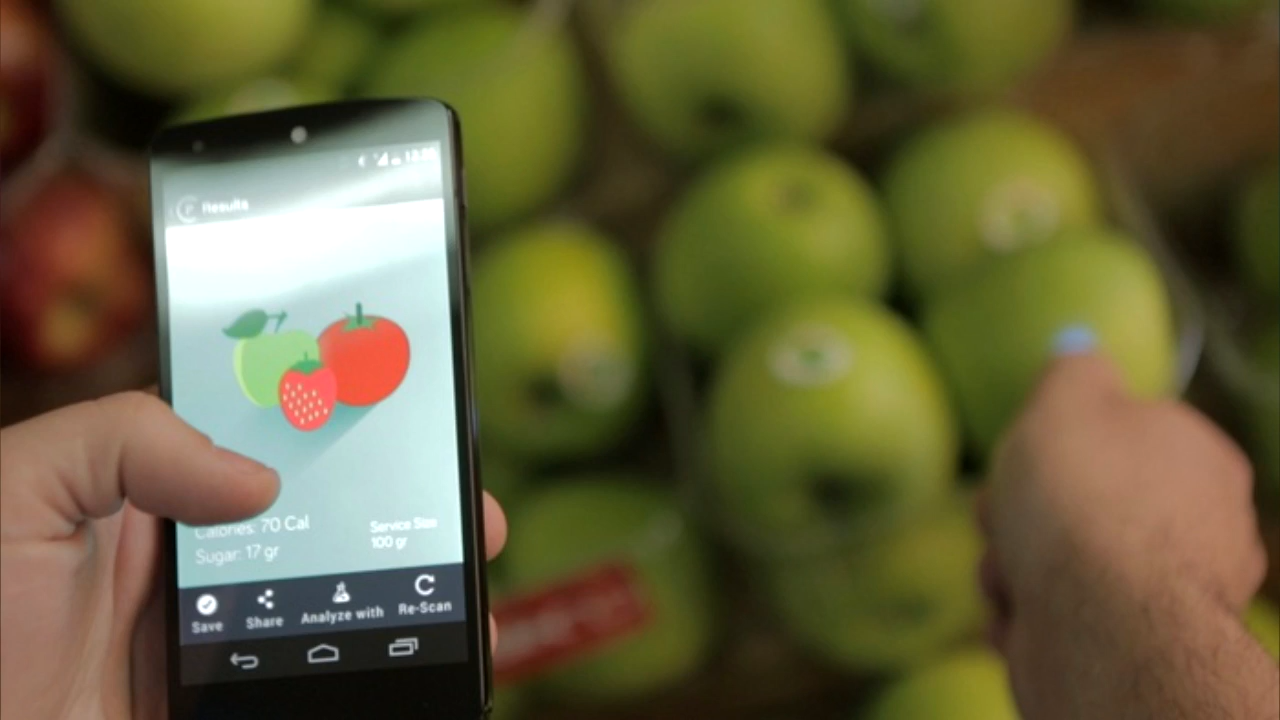 Results
Calories: 70 Cal
Sugar: 17 gr
Service Size
100 gr
Save
Share
Analyze with
Re-Scan